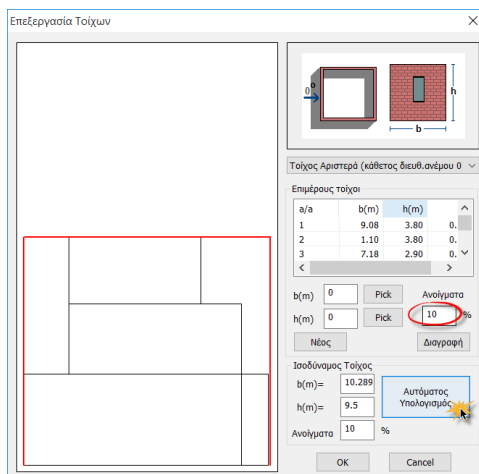 Επεξεργασία Τοίχων
0°
h
b
Τοίχος Αριστερά (κάθετος διευθ.ανέμου 0
Επιμέρους τοίχοι
a/a b(m) h(m)
1 9.08 3.80 0.
2 1.10 3.80 0.
3 7.18 2.90 0.
b(m) 0 Pick Ανοίγματα
h(m) 0 Pick 10 %
Νέος Διαγραφή
Ισοδύναμος Τοίχος
b(m)= 10.289
h(m)= 9.5
Αυτόματος
Υπολογισμός
Ανοίγματα 10 %
OK Cancel